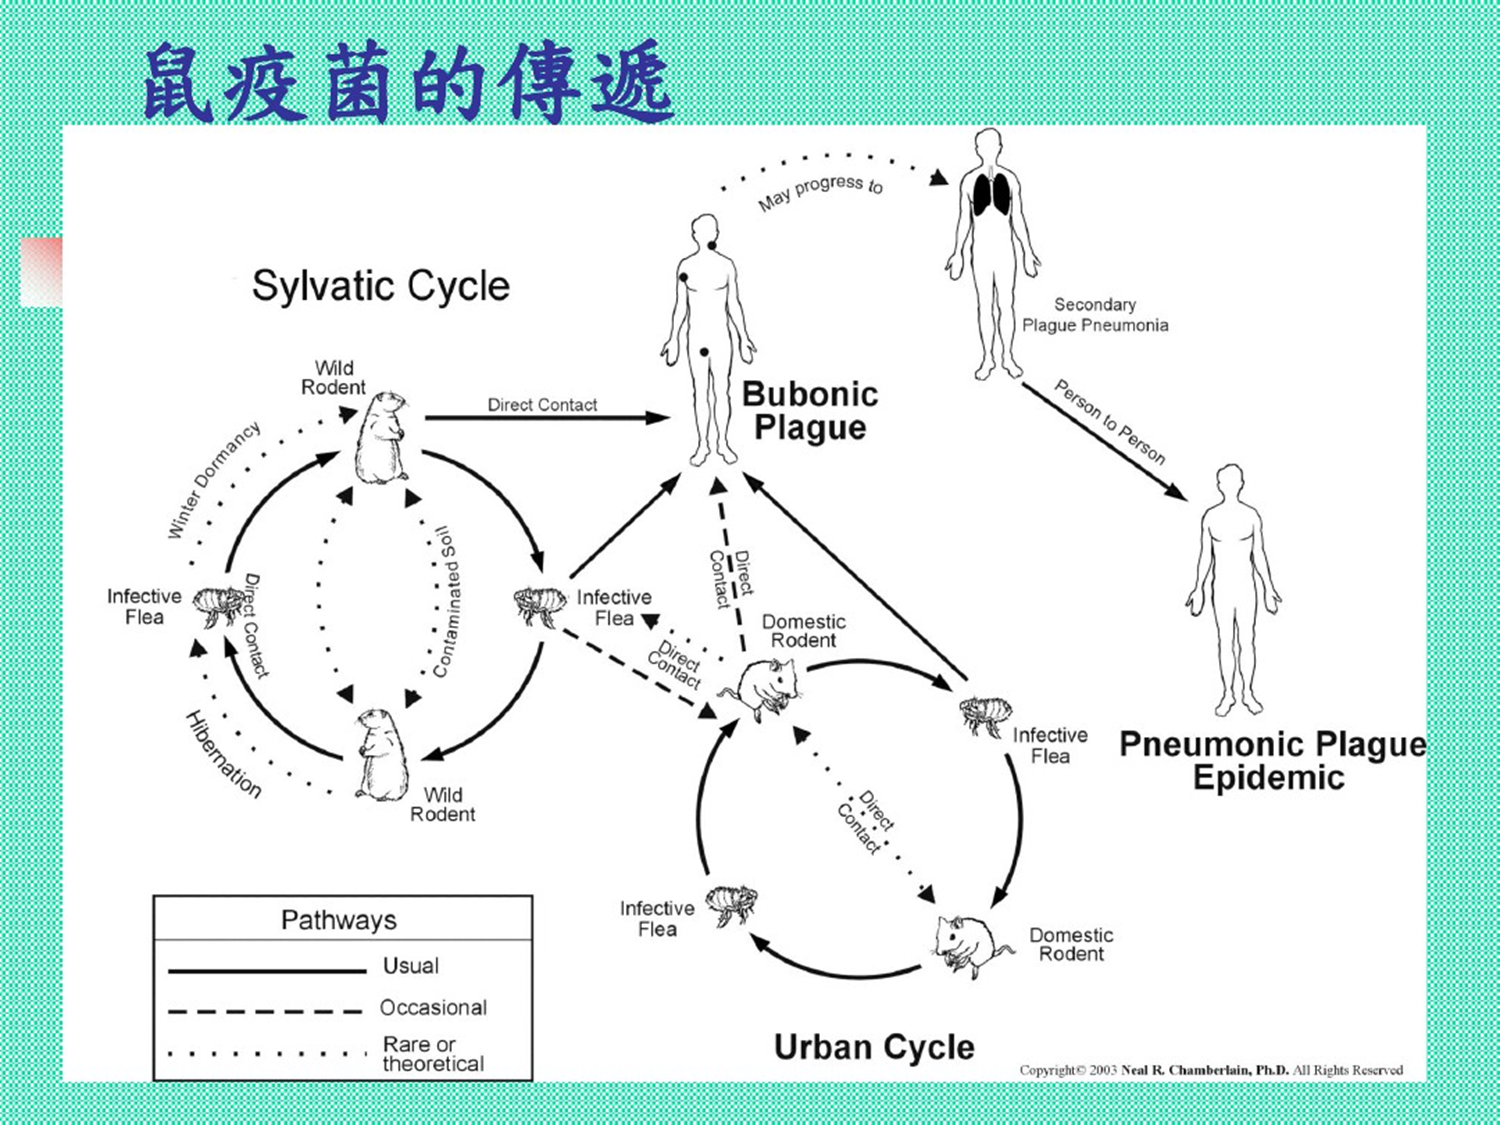 鼠疫菌的傳遞
May progress to
Sylvatic Cycle
Secondary
Plague Pneumonia
Wild
Rodent
Direct Contact
Bubonic
Plague
Person to Person
Winter Dormancy
Contaminated Soil
Direct Contact
Infective
Flea
Infective
Flea
Direct
Contact
Domestic
Rodent
Direct
Contact
Hibernation
Infective
Flea
Pneumonic Plague
Epidemic
Wild
Rodent
Direct
Contact
Infective
Flea
Domestic
Rodent
Pathways
Usual
Occasional
Rare or
theoretical
Urban Cycle
Copyright© 2003 Neal R. Chamberlain, Ph.D. All Rights Reserved